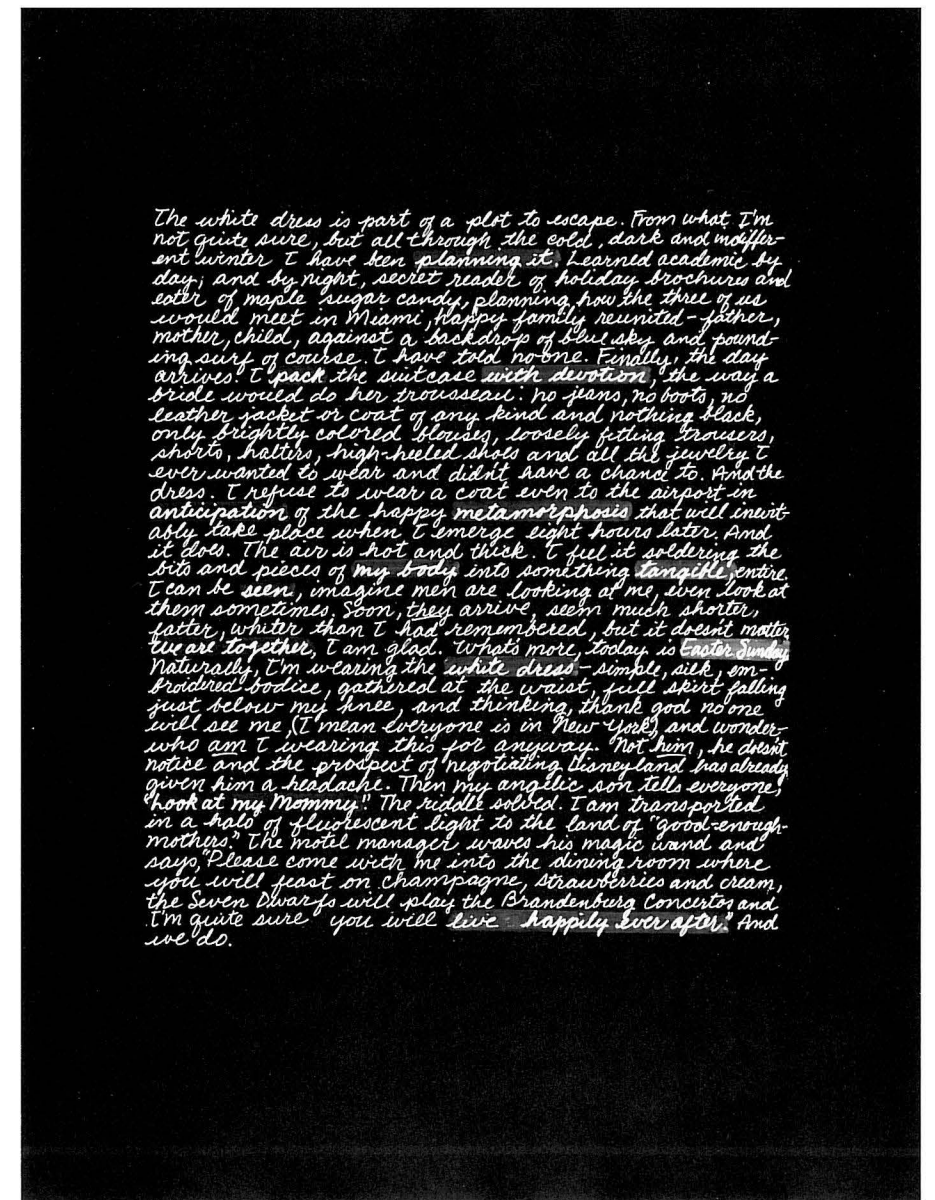 The white dress is part of a plot to escape. From what I'm
not quite sure, but all through the cold, dark and indiffer-
ent winter I have ben planning it. Learned academic by
day; and by night, secret reader of holiday brochures and
eater of maple sugar candy, planning how the three of us
would meet in Miami, happy family reunited - father,
mother, child, against a backdrop of blue sky and pound-
ing surf of course. I have told no one. Finally, the day
arrives. I pack the suitcase with devotion, the way a
bride would do her trousseau: no jeans, no boots, no
leather jacket or coat of any kind and nothing black,
only brightly colored blouses, loosely fitting trousers,
shorts, halters, high-heeled shoes and all the jewelry I
ever wanted to wear and didn't have a chance to. And the
dress. I refuse to wear a coat even to the airport in
anticipation of the happy metamorphosis that will inevit-
ably take place when I emerge eight hours later. And
it does. The air is hot and thick. I feel it soldering the
bits and pieces of my body into something tangible, entire.
I can be seen, imagine men are looking at me, even look at
them sometimes. Soon, they arrive, seem much shorter,
fatter, whiter than I had remembered, but it doesn't matter.
We are together, I am glad. What's more, today is Easter Sunday.
Naturally, I'm wearing the white dress - simple, silk, em-
broidered bodice, gathered at the waist, full skirt falling
just below my knee, and thinking, thank god no one
will see me, (I mean everyone is in New York) and wonder-
who am I wearing this for anyway. Not him, he doesn't
notice and the prospect of negotiating Disneyland has already
given him a headache. Then my angelic son tells everyone,
"Look at my Mommy!" The riddle solved. I am transported
in a halo of fluorescent light to the land of "good-enough-
mothers." The motel manager waves his magic wand and
says, "Please come with me into the dining room where
you will feast on champagne, strawberries and cream,
the Seven Dwarfs will play the Brandenburg Concertos and
I'm quite sure you will live happily ever after." And
we do.